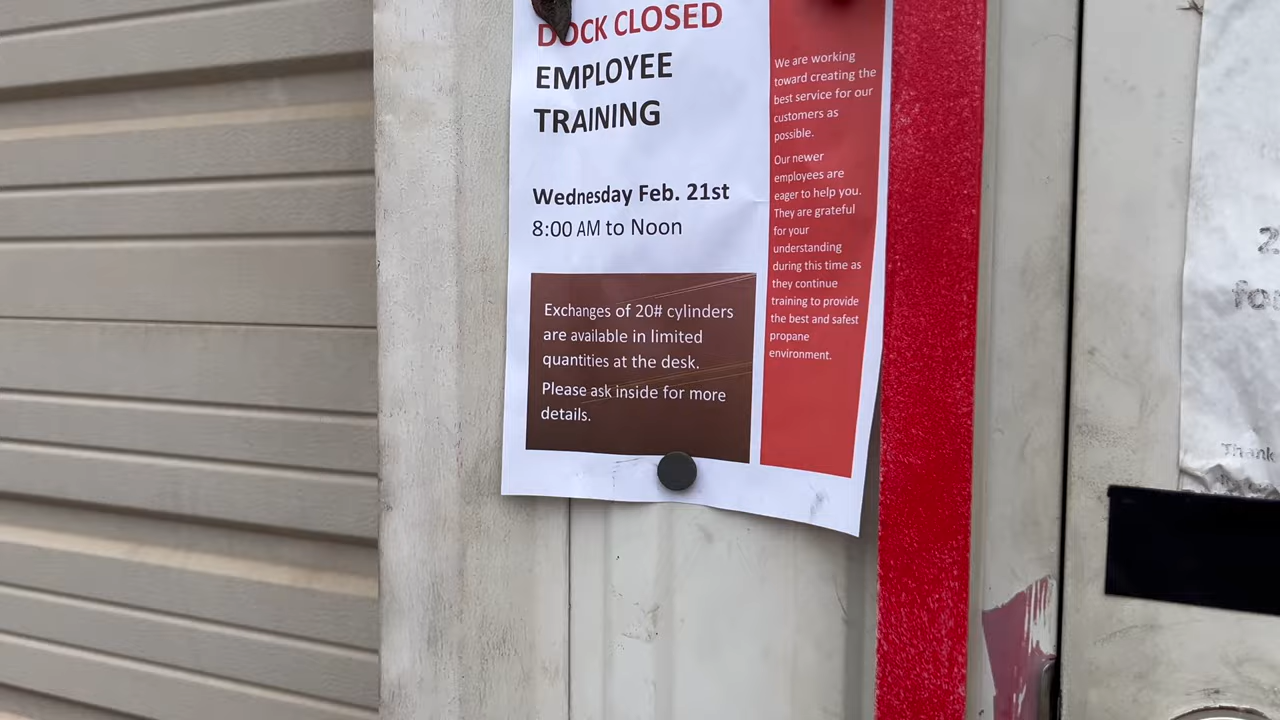 DOCK CLOSED
EMPLOYEE
TRAINING
Wednesday Feb. 21st
8:00 AM to Noon
Exchanges of 20# cylinders
are available in limited
quantities at the desk.
Please ask inside for more
details.
We are working
toward creating the
best service for our
customers as
possible.
Our newer
employees are
eager to help you.
They are grateful
for your
understanding
during this time as
they continue
training to provide
the best and safest
propane
environment.
2
for
Thank